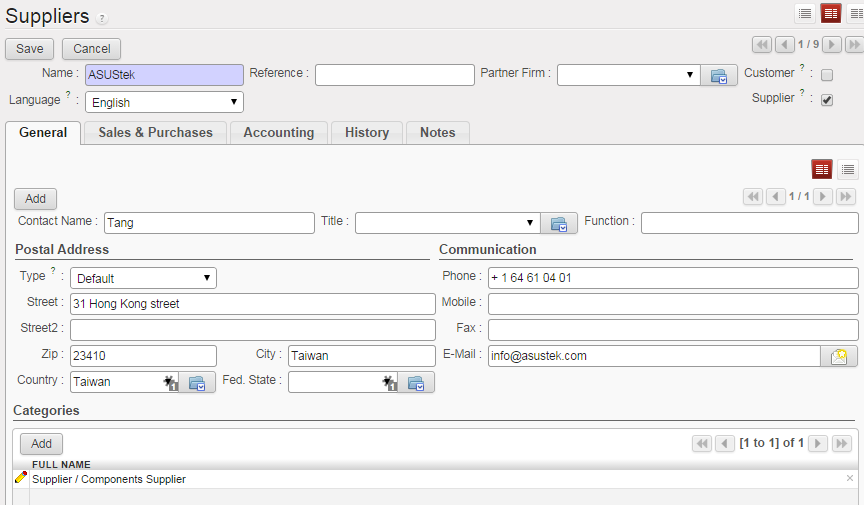 Suppliers ?
Save Cancel 1 / 9
Name : ASUStek Reference : Partner Firm : Customer ? :
Language ? : English Supplier ? :
General Sales & Purchases Accounting History Notes
Add 1 / 1
Contact Name : Tang Title : Function :
Postal Address Communication
Type ? : Default Phone : + 1 64 61 04 01
Street : 31 Hong Kong street Mobile :
Street2 : Fax :
Zip : 23410 City : Taiwan E-Mail : info@asustek.com
Country : Taiwan Fed. State :
Categories
Add [1 to 1] of 1
FULL NAME
Supplier / Components Supplier